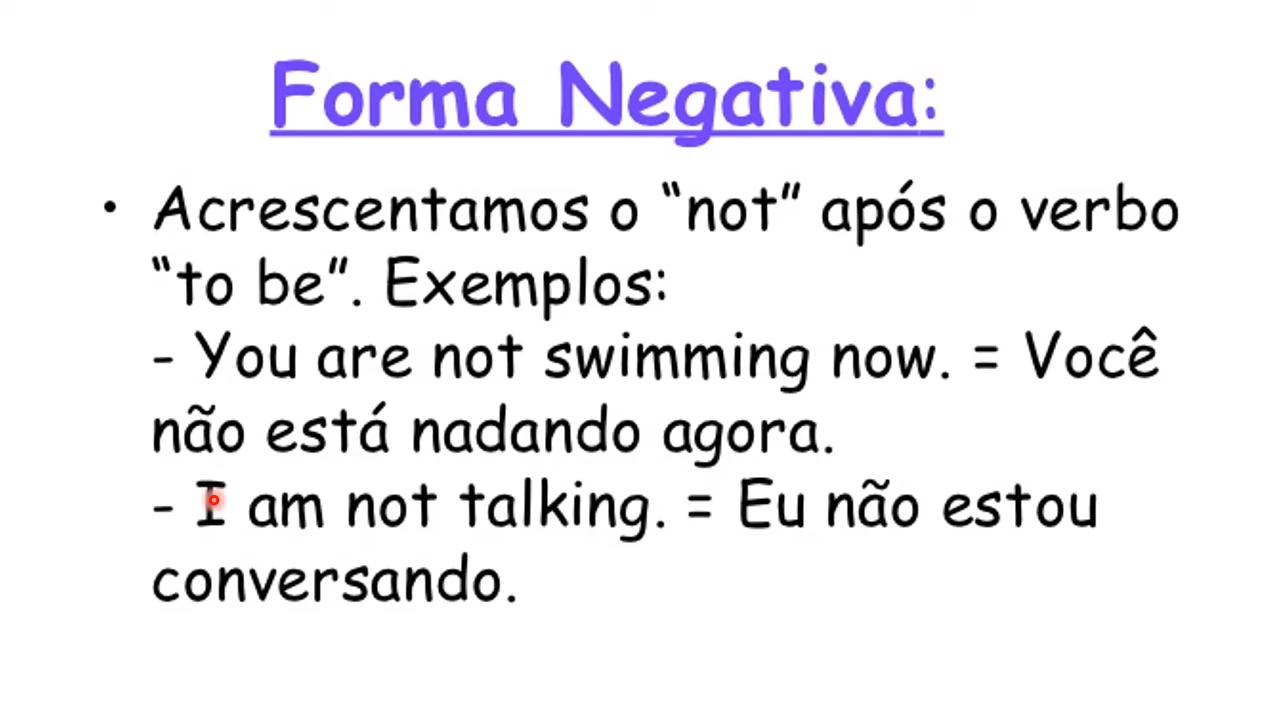 Forma Negativa:
• Acrescentamos o “not” após o verbo
“to be”. Exemplos:
- You are not swimming now. = Você
não está nadando agora.
- I am not talking. = Eu não estou
conversando.